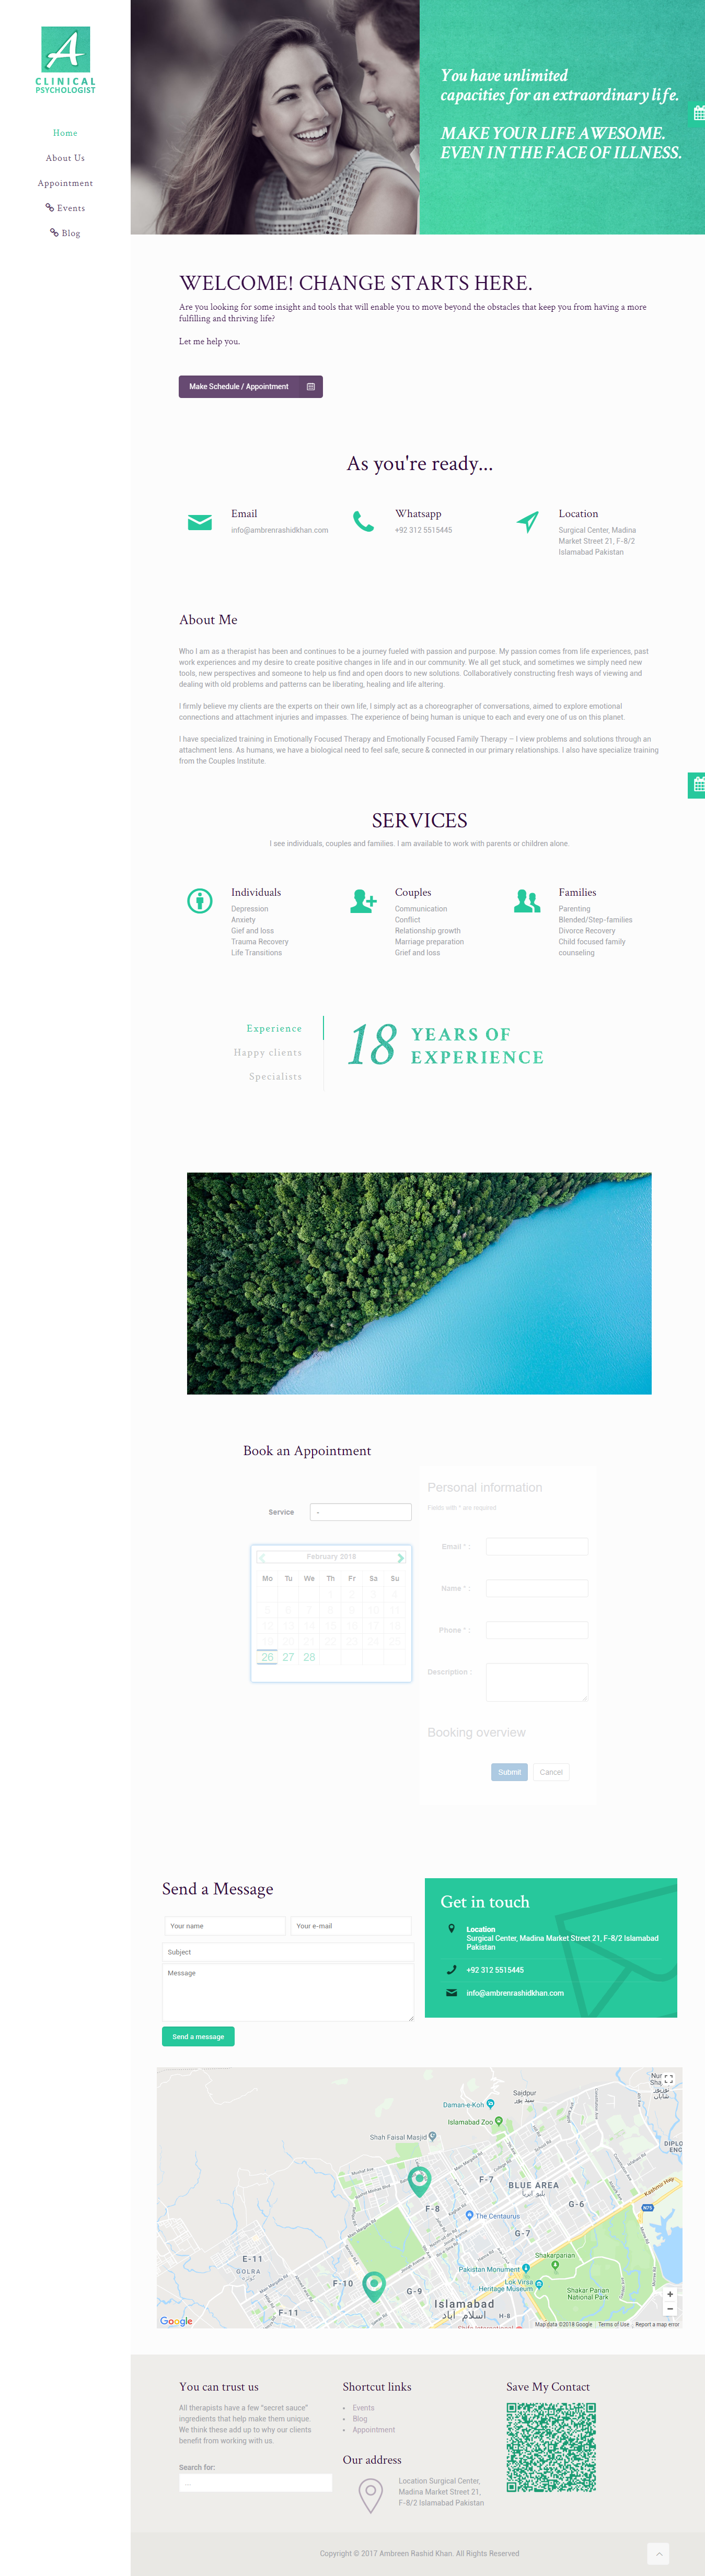 A
CLINICAL
PSYCHOLOGIST
Home
About Us
Appointment
Events
Blog
You have unlimited
capacities for an extraordinary life.
MAKE YOUR LIFE AWESOME.
EVEN IN THE FACE OF ILLNESS.
WELCOME! CHANGE STARTS HERE.
Are you looking for some insight and tools that will enable you to move beyond the obstacles that keep you from having a more
fulfilling and thriving life?
Let me help you.
Make Schedule / Appointment
As you're ready...
Email
info@ambrenrashidkhan.com
Whatsapp
+92 312 5515445
Location
Surgical Center, Madina
Market Street 21, F-8/2
Islamabad Pakistan
About Me
Who I am as a therapist has been and continues to be a journey fueled with passion and purpose. My passion comes from life experiences, past
work experiences and my desire to create positive changes in life and in our community. We all get stuck, and sometimes we simply need new
tools, new perspectives and someone to help us find and open doors to new solutions. Collaboratively constructing fresh ways of viewing and
dealing with old problems and patterns can be liberating, healing and life altering.
I firmly believe my clients are the experts on their own life, I simply act as a choreographer of conversations, aimed to explore emotional
connections and attachment injuries and impasses. The experience of being human is unique to each and every one of us on this planet.
I have specialized training in Emotionally Focused Therapy and Emotionally Focused Family Therapy – I view problems and solutions through an
attachment lens. As humans, we have a biological need to feel safe, secure & connected in our primary relationships. I also have specialize training
from the Couples Institute.
SERVICES
I see individuals, couples and families. I am available to work with parents or children alone.
Individuals
Depression
Anxiety
Gief and loss
Trauma Recovery
Life Transitions
Couples
Communication
Conflict
Relationship growth
Marriage preparation
Grief and loss
Families
Parenting
Blended/Step-families
Divorce Recovery
Child focused family
counseling
Experience
Happy clients
Specialists
18
YEARS OF
EXPERIENCE
Book an Appointment
Service
-
February 2018
Mo Tu We Th Fr Sa Su
26 27 28
Personal information
Fields with * are required
Email * :
Name * :
Phone * :
Description :
Booking overview
Submit
Cancel
Send a Message
Your name
Your e-mail
Subject
Message
Send a message
Get in touch
Location
Surgical Center, Madina Market Street 21, F-8/2 Islamabad
Pakistan
+92 312 5515445
info@ambrenrashidkhan.com
Saidpur
سید پور
Daman-e-Koh
Islamabad Zoo
Shah Faisal Masjid
DIPLO
ENC
F-7
BLUE AREA
F-8
G-6
Kashmir Hwy
N75
The Centaurus
G-7
E-11
GOLRA
Shakarparian
Pakistan Monument
F-10
G-9
Lok Virsa
Heritage Museum
Shakar Parian
National Park
Islamabad
اسلام آباد
H-8
F-11
Google
Map data ©2018 Google
Terms of Use
Report a map error
You can trust us
All therapists have a few "secret sauce"
ingredients that help make them unique.
We think these add up to why our clients
benefit from working with us.
Search for:
...
Shortcut links
Events
Blog
Appointment
Our address
Location Surgical Center,
Madina Market Street 21,
F-8/2 Islamabad Pakistan
Save My Contact
Copyright © 2017 Ambreen Rashid Khan. All Rights Reserved